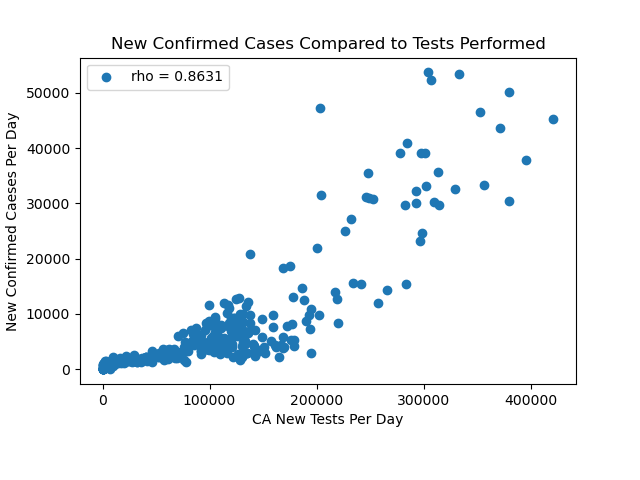 New Confirmed Cases Compared to Tests Performed
rho = 0.8631
New Confirmed Caeses Per Day
50000
40000
30000
20000
10000
0
0 100000 200000 300000 400000
CA New Tests Per Day